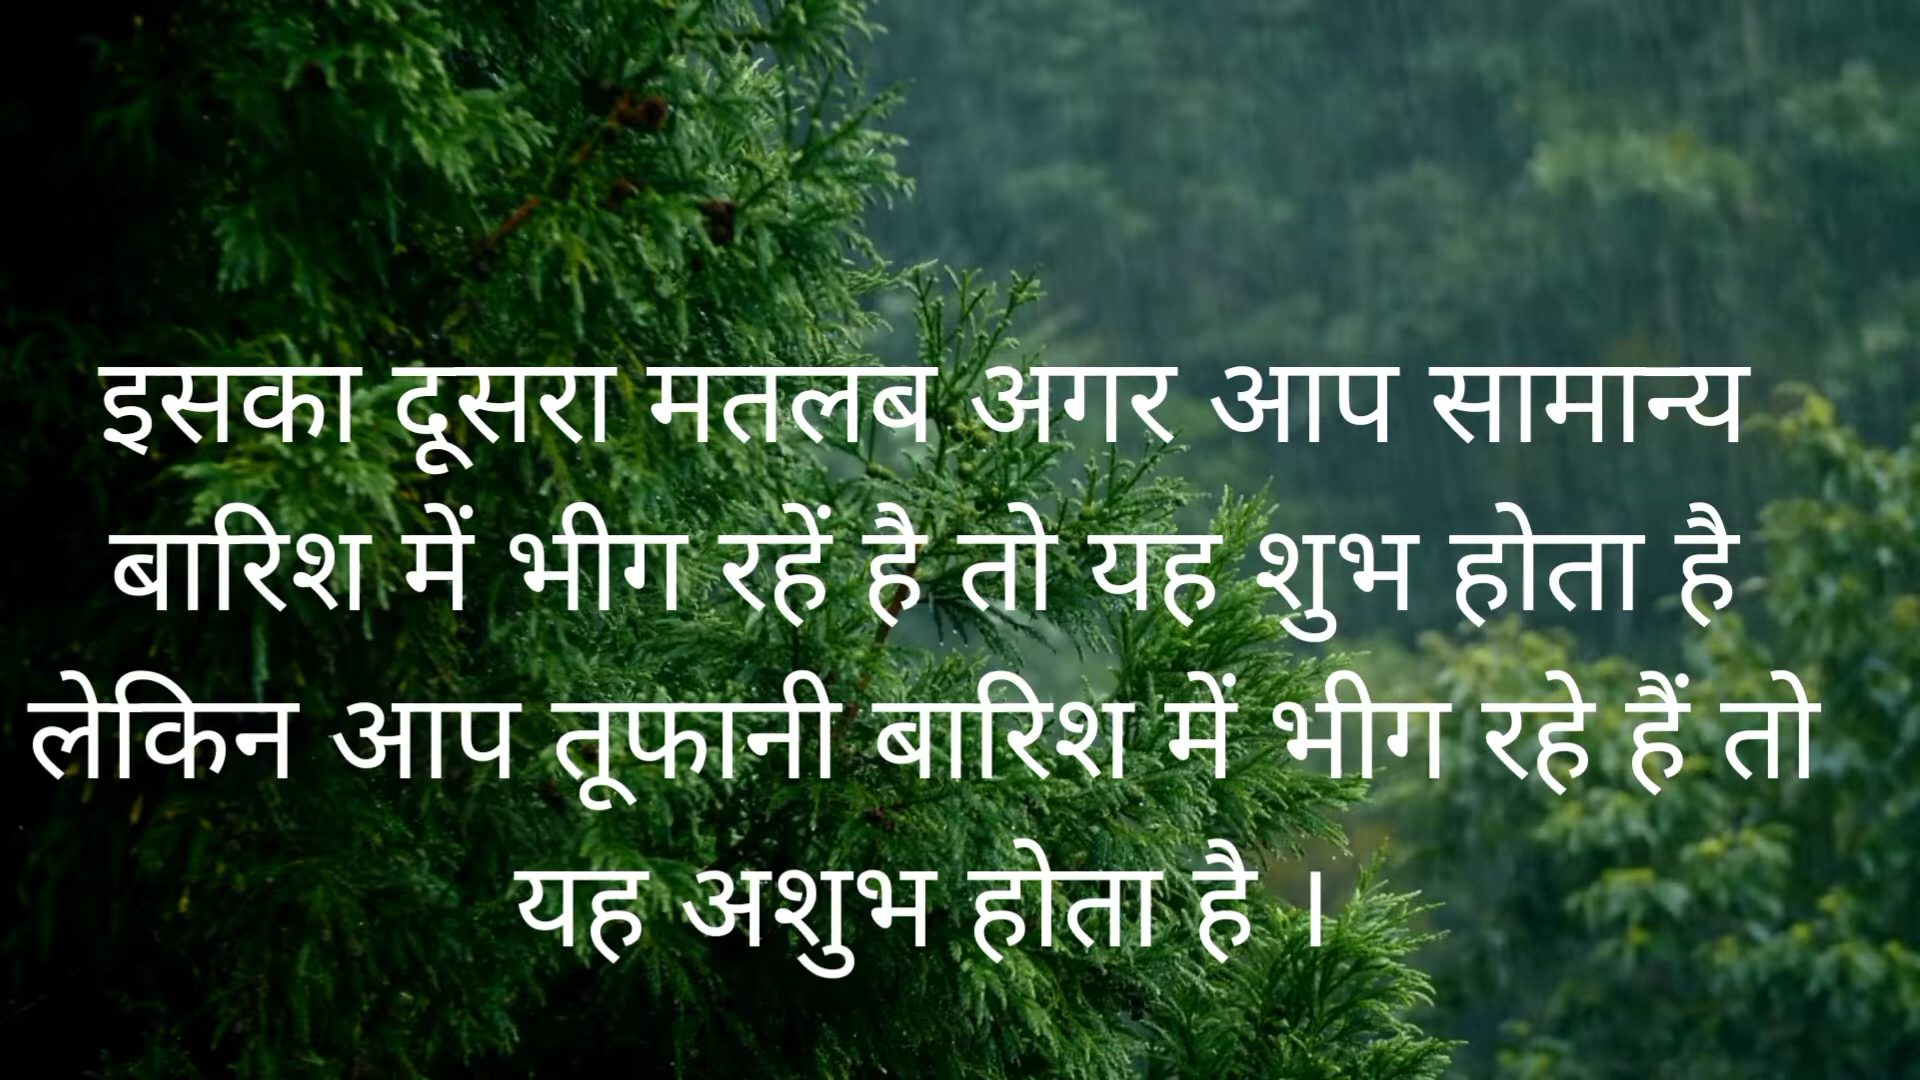 इसका दूसरा मतलब अगर आप सामान्य
बारिश में भीग रहें है तो यह शुभ होता है
लेकिन आप तूफानी बारिश में भीग रहे हैं तो
यह अशुभ होता है ।